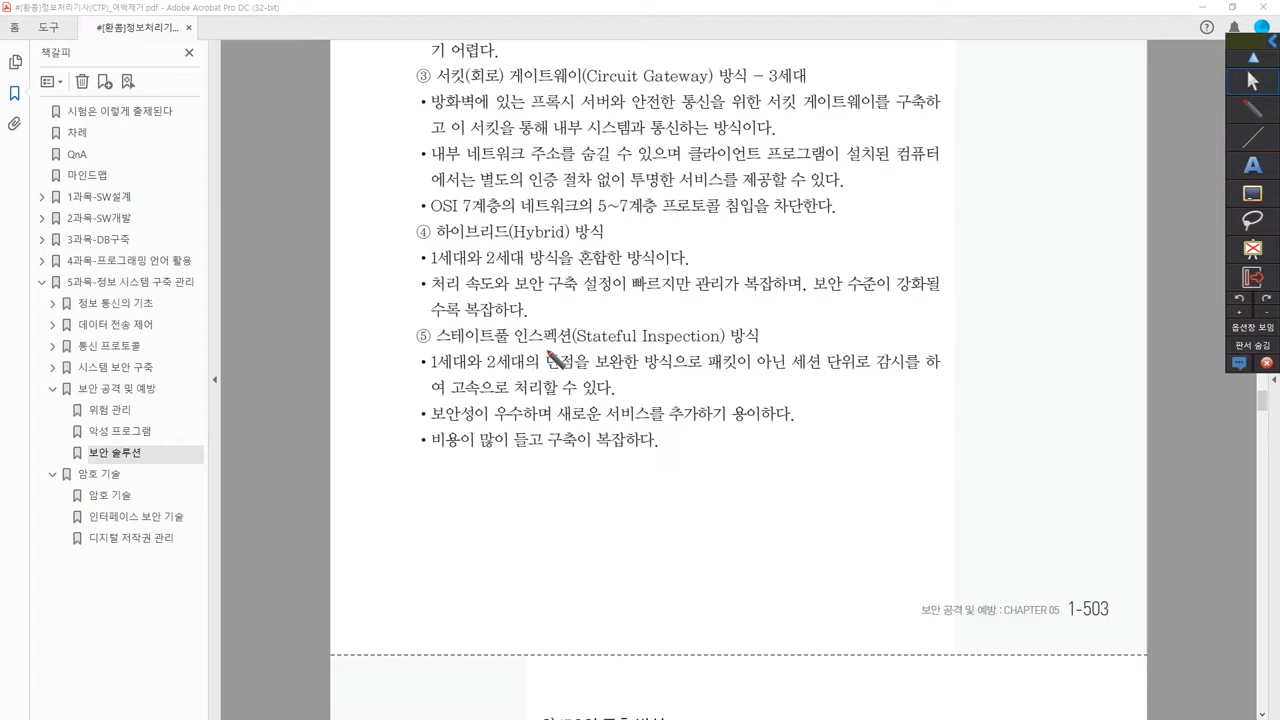 #[환콤]정보처리기사(CTP)_여백제거.pdf - Adobe Acrobat Pro DC (32-bit)
홈 도구 #[환콤]정보처리기... ×
책갈피
시험은 이렇게 출제된다
차례
QnA
마인드맵
1과목-SW설계
2과목-SW개발
3과목-DB구축
4과목-프로그래밍 언어 활용
5과목-정보 시스템 구축 관리
정보 통신의 기초
데이터 전송 제어
통신 프로토콜
시스템 보안 구축
보안 공격 및 예방
위험 관리
악성 프로그램
보안 솔루션
암호 기술
암호 기술
인터페이스 보안 기술
디지털 저작권 관리
기 어렵다.
③ 서킷(회로) 게이트웨이(Circuit Gateway) 방식 – 3세대
• 방화벽에 있는 프록시 서버와 안전한 통신을 위한 서킷 게이트웨이를 구축하
고 이 서킷을 통해 내부 시스템과 통신하는 방식이다.
• 내부 네트워크 주소를 숨길 수 있으며 클라이언트 프로그램이 설치된 컴퓨터
에서는 별도의 인증 절차 없이 투명한 서비스를 제공할 수 있다.
• OSI 7계층의 네트워크의 5~7계층 프로토콜 침입을 차단한다.
④ 하이브리드(Hybrid) 방식
• 1세대와 2세대 방식을 혼합한 방식이다.
• 처리 속도와 보안 구축 설정이 빠르지만 관리가 복잡하며, 보안 수준이 강화될
수록 복잡하다.
⑤ 스테이트풀 인스펙션(Stateful Inspection) 방식
• 1세대와 2세대의 단점을 보완한 방식으로 패킷이 아닌 세션 단위로 감시를 하
여 고속으로 처리할 수 있다.
• 보안성이 우수하며 새로운 서비스를 추가하기 용이하다.
• 비용이 많이 들고 구축이 복잡하다.
보안 공격 및 예방 : CHAPTER 05 1-503
옵션창 보임
판서 숨김